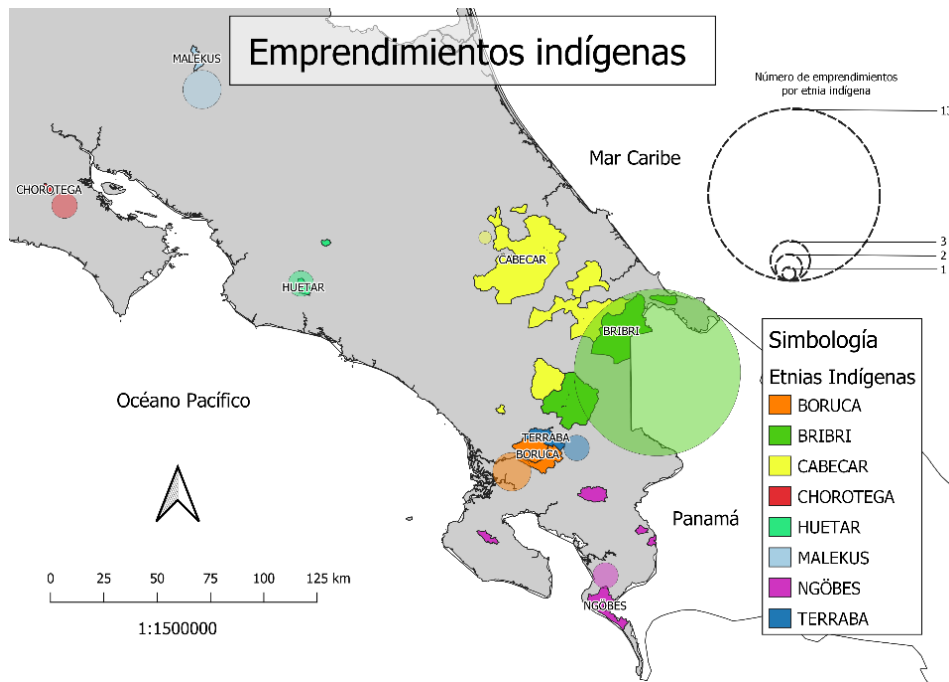 Emprendimientos indígenas
MALEKUS
Número de emprendimientos
por etnia indígena
Mar Caribe
3
2
1
CHOROTEGA
CABECAR
HUETAR
BRIBRI
Simbología
Etnias Indígenas
BORUCA
BRIBRI
CABECAR
CHOROTEGA
HUETAR
MALEKUS
NGÖBES
TERRABA
Océano Pacífico
TERRABA
BORUCA
Panamá
NGÖBES
0 25 50 75 100 125 km
1:1500000